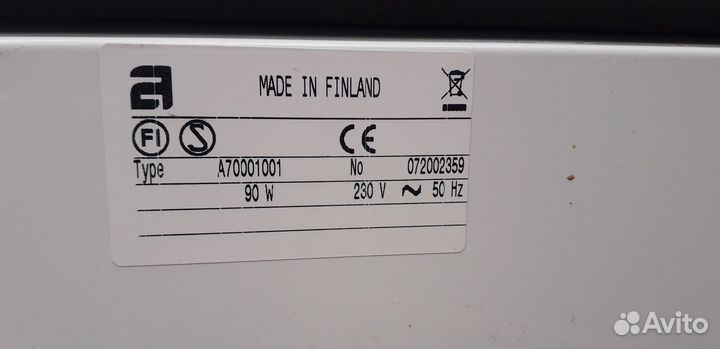 MADE IN FINLAND
FI S CE
Type A70001001 No 072002359
90 W 230 V ~ 50 Hz
Avito